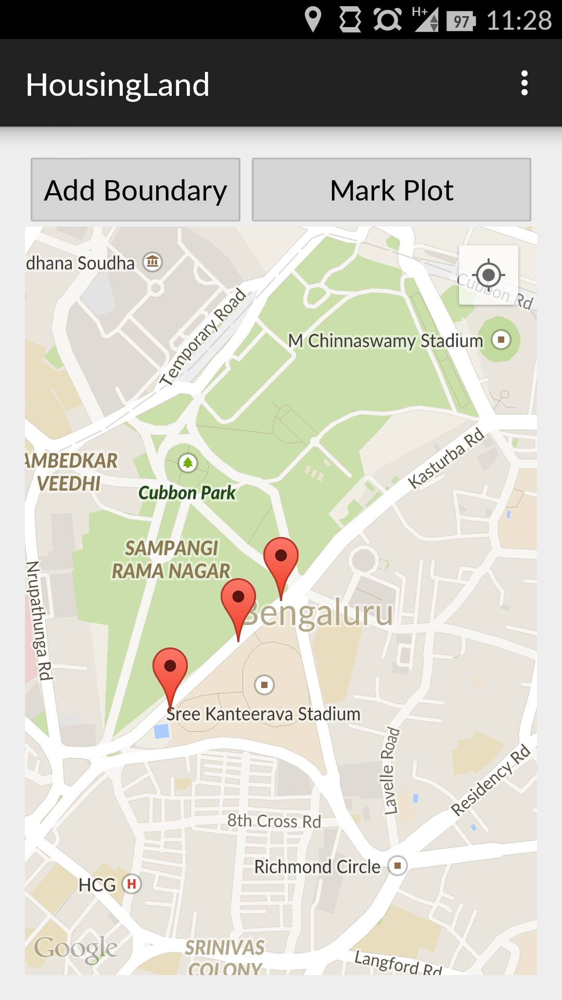 H+ 97 11:28
HousingLand
Add Boundary
Mark Plot
dhana Soudha
Cubbon Rd
Temporary Road
M Chinnaswamy Stadium
Kasturba Rd
AMBEDKAR
VEEDHI
Cubbon Park
SAMPANGI
RAMA NAGAR
Nrupathunga Rd
Bengaluru
Sree Kanteerava Stadium
Lavelle Road
Residency Rd
8th Cross Rd
Richmond Circle
HCG H
Google
SRINIVAS
COLONY
Langford Rd